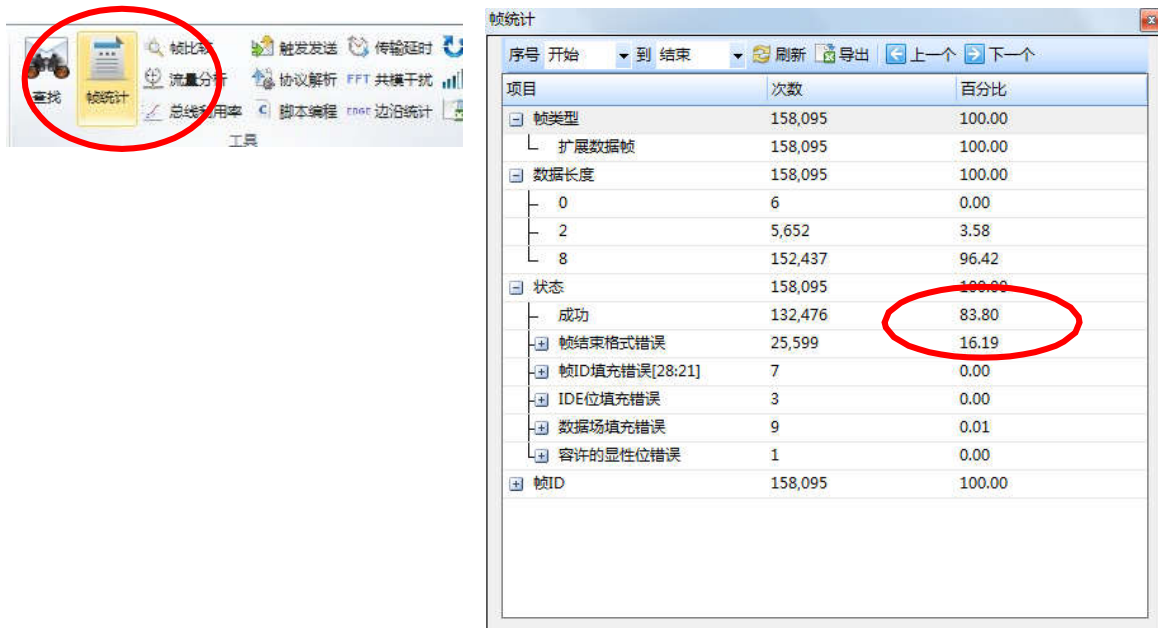 帧比较 触发发送 传输延时
流量分析 协议解析 FFT 共模干扰
查找 帧统计 总线利用率 C 脚本编程 EDGE 边沿统计
工具
帧统计
序号 开始 到 结束 刷新 导出 上一个 下一个
项目 次数 百分比
帧类型 158,095 100.00
扩展数据帧 158,095 100.00
数据长度 158,095 100.00
0 6 0.00
2 5,652 3.58
8 152,437 96.42
状态 158,095 100.00
成功 132,476 83.80
帧结束格式错误 25,599 16.19
帧ID填充错误[28:21] 7 0.00
IDE位填充错误 3 0.00
数据场填充错误 9 0.01
容许的显性位错误 1 0.00
帧ID 158,095 100.00